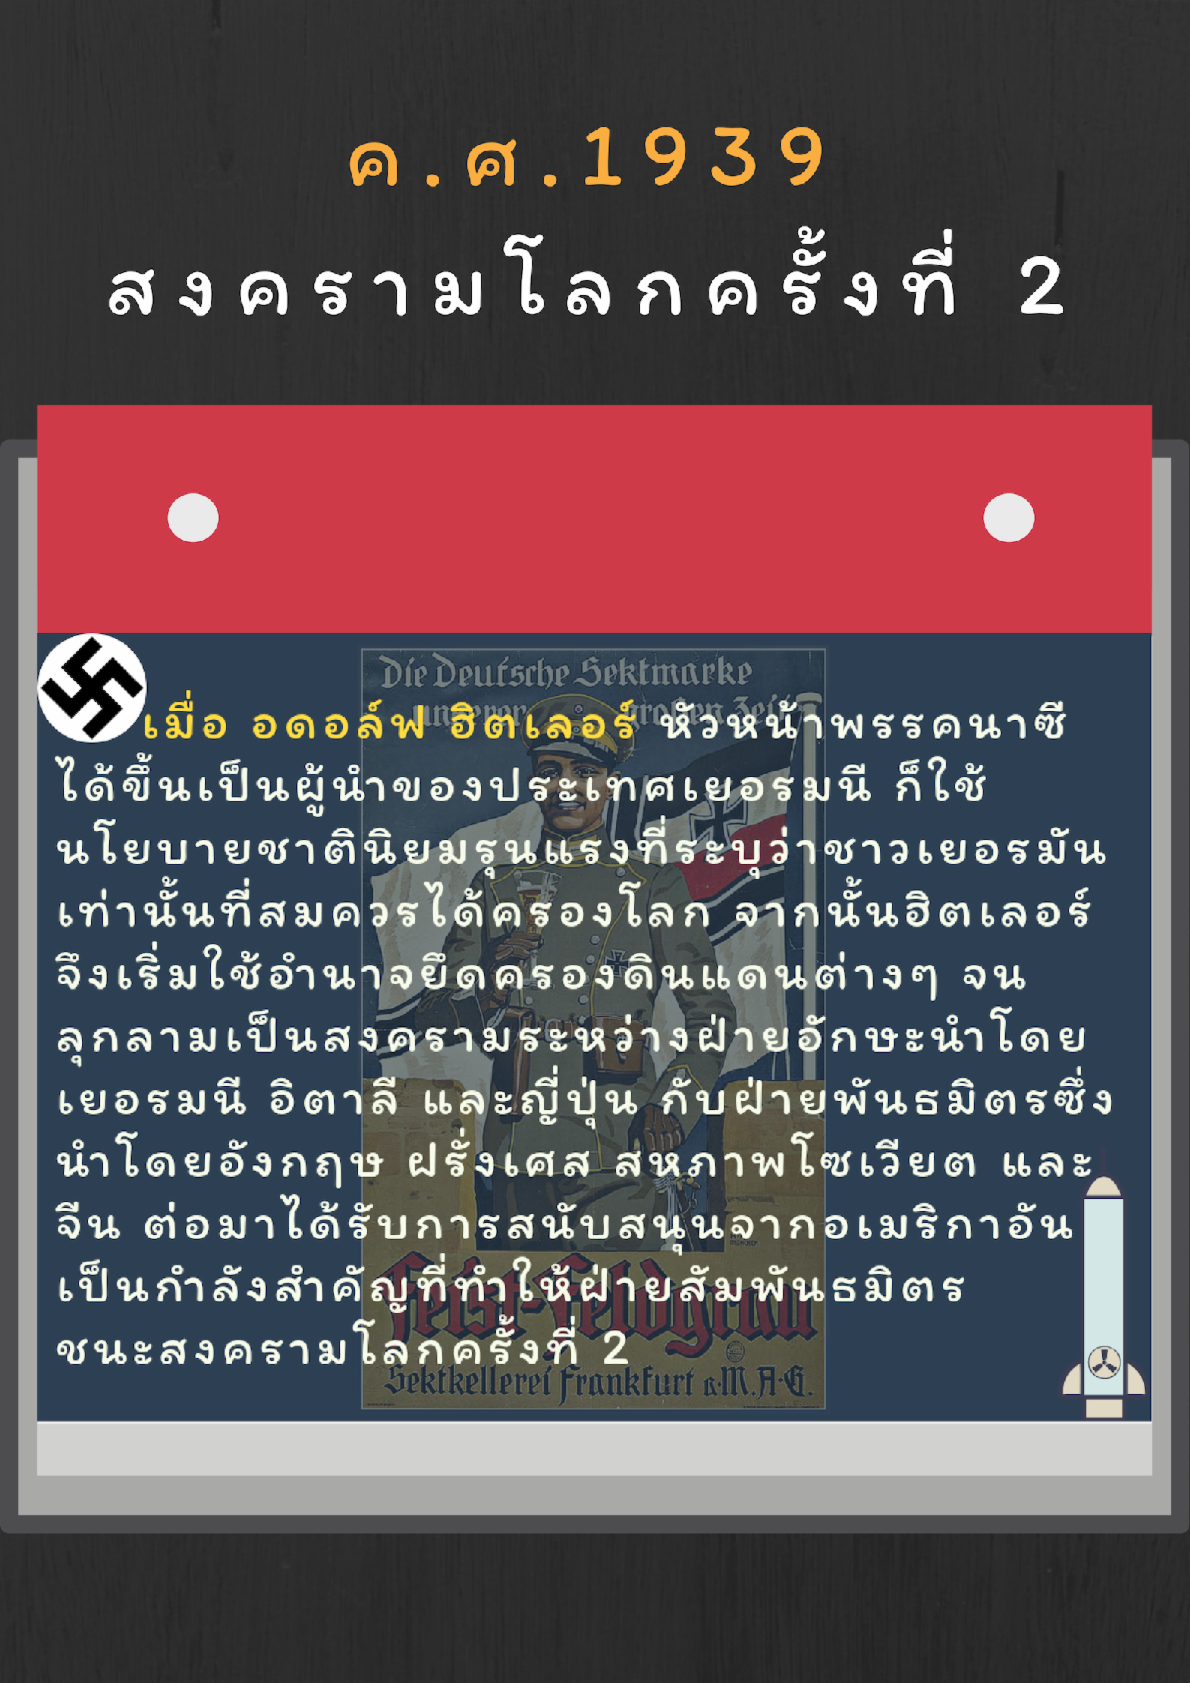 ค.ศ.1939
สงครามโลกครั้งที่ 2
Die Deutsche Sektmarke
unserer großen Zeit
เมื่อ อดอล์ฟ ฮิตเลอร์ หัวหน้าพรรคนาซี
ได้ขึ้นเป็นผู้นำของประเทศเยอรมนี ก็ใช้
นโยบายชาตินิยมรุนแรงที่ระบุว่าชาวเยอรมัน
เท่านั้นที่สมควรได้ครองโลก จากนั้นฮิตเลอร์
จึงเริ่มใช้อำนาจยึดครองดินแดนต่างๆ จน
ลุกลามเป็นสงครามระหว่างฝ่ายอักษะนำโดย
เยอรมนี อิตาลี และญี่ปุ่น กับฝ่ายพันธมิตรซึ่ง
นำโดยอังกฤษ ฝรั่งเศส สหภาพโซเวียต และ
จีน ต่อมาได้รับการสนับสนุนจากอเมริกาอัน
เป็นกำลังสำคัญที่ทำให้ฝ่ายสัมพันธมิตร
ชนะสงครามโลกครั้งที่ 2
Feist-Feldgrau
Sektkellerei Frankfurt a.M.A-G.